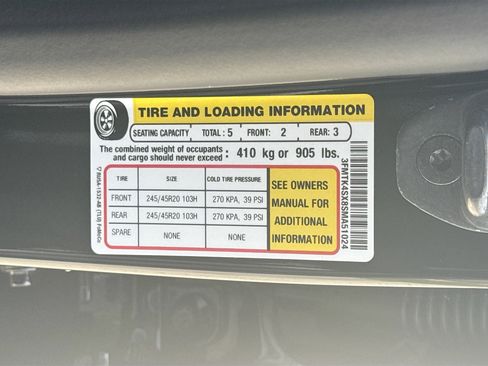 TIRE AND LOADING INFORMATION
SEATING CAPACITY TOTAL : 5 FRONT: 2 REAR: 3
The combined weight of occupants and cargo should never exceed : 410 kg or 905 lbs.
TIRE SIZE COLD TIRE PRESSURE
FRONT 245/45R20 103H 270 KPA, 39 PSI
REAR 245/45R20 103H 270 KPA, 39 PSI
SPARE NONE NONE
SEE OWNERS
MANUAL FOR
ADDITIONAL
INFORMATION
3FMTK4SX8SMA51024